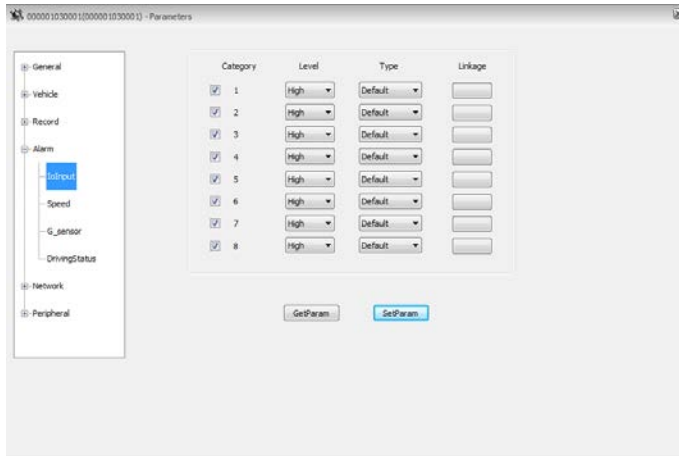 000001030001(000001030001) - Parameters
General
Vehicle
Record
Alarm
IoInput
Speed
G_sensor
DrivingStatus
Network
Peripheral
Category Level Type Linkage
1 High Default
2 High Default
3 High Default
4 High Default
5 High Default
6 High Default
7 High Default
8 High Default
GetParam SetParam